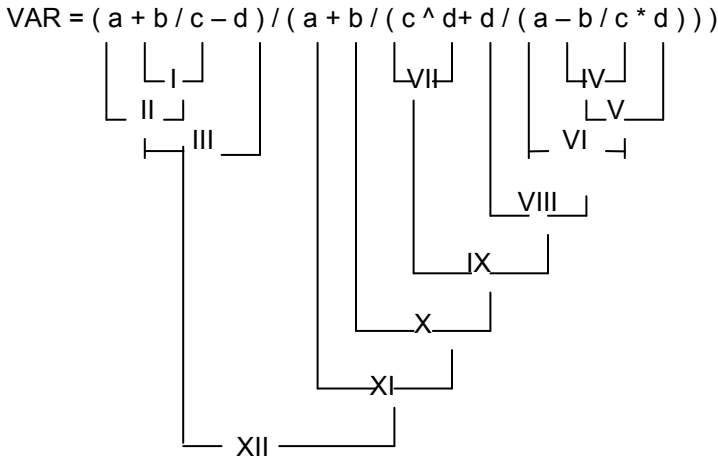 VAR = ( a + b / c – d ) / ( a + b / ( c ^ d+ d / ( a – b / c * d ) ) )
I VII IV
II V
III VI
VIII
IX
X
XI
XII